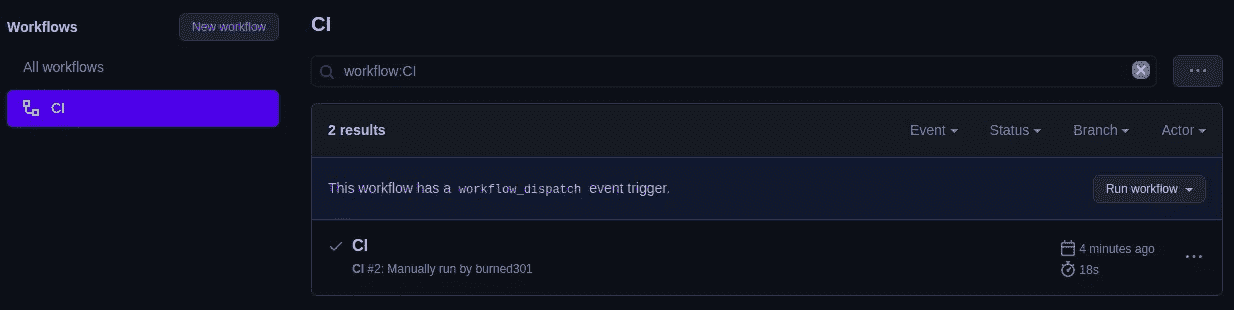 Workflows
New workflow
All workflows
CI
CI
workflow:CI
2 results
Event
Status
Branch
Actor
This workflow has a workflow_dispatch event trigger.
Run workflow
CI
4 minutes ago
CI #2: Manually run by burned301
18s